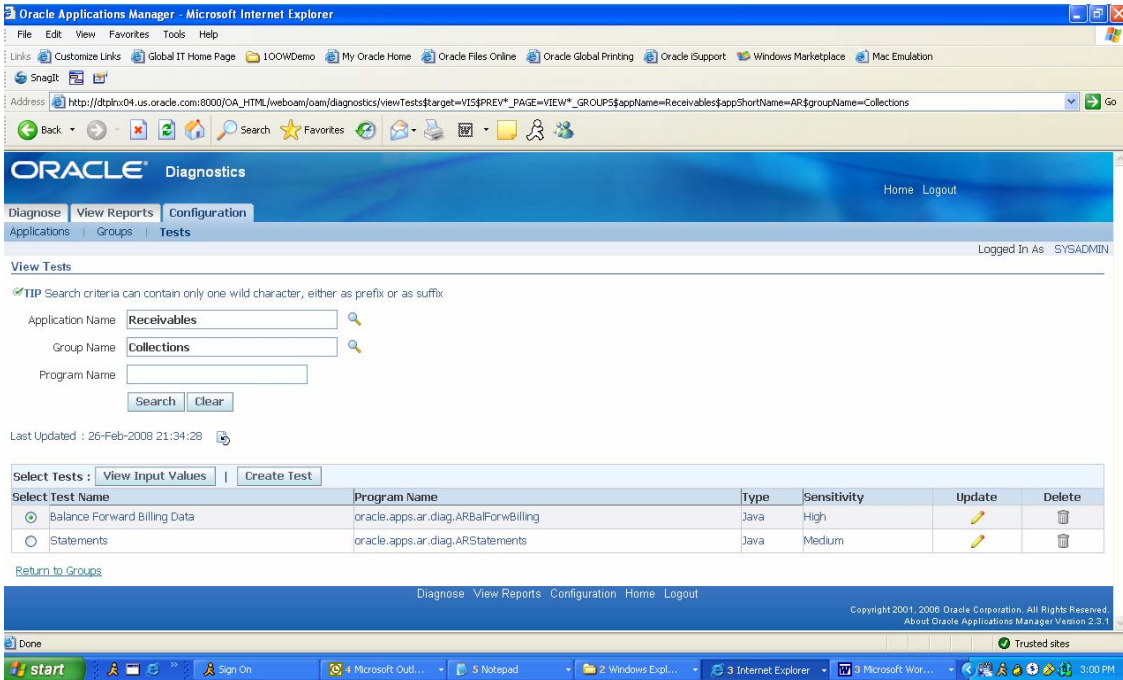 Oracle Applications Manager - Microsoft Internet Explorer
File Edit View Favorites Tools Help
Links Customize Links Global IT Home Page 1OOWDemo My Oracle Home Oracle Files Online Oracle Global Printing Oracle iSupport Windows Marketplace Mac Emulation
SnagIt
Address http://dtplnx04.us.oracle.com:8000/OA_HTML/weboam/oam/diagnostics/viewTests$target=VIS$PREV*_PAGE=VIEW*_GROUPS$appName=Receivables$appShortName=AR$groupName=Collections Go
Back Search Favorites
ORACLE Diagnostics
Home Logout
Diagnose View Reports Configuration
Applications | Groups | Tests
Logged In As SYSADMIN
View Tests
TIP Search criteria can contain only one wild character, either as prefix or as suffix
Application Name Receivables
Group Name Collections
Program Name
Search Clear
Last Updated : 26-Feb-2008 21:34:28
Select Tests : View Input Values | Create Test
Select Test Name Program Name Type Sensitivity Update Delete
Balance Forward Billing Data oracle.apps.ar.diag.ARBalForwBilling Java High
Statements oracle.apps.ar.diag.ARStatements Java Medium
Return to Groups
Diagnose View Reports Configuration Home Logout
Copyright 2001, 2006 Oracle Corporation. All Rights Reserved.
About Oracle Applications Manager Version 2.3.1
Done Trusted sites
start Sign On 4 Microsoft Outl... 5 Notepad 2 Windows Expl... 3 Internet Explorer 3 Microsoft Wor... 3:00 PM